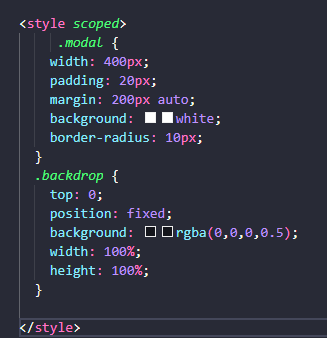 <style scoped>
.modal {
width: 400px;
padding: 20px;
margin: 200px auto;
background: white;
border-radius: 10px;
}
.backdrop {
top: 0;
position: fixed;
background: rgba(0,0,0,0.5);
width: 100%;
height: 100%;
}
</style>